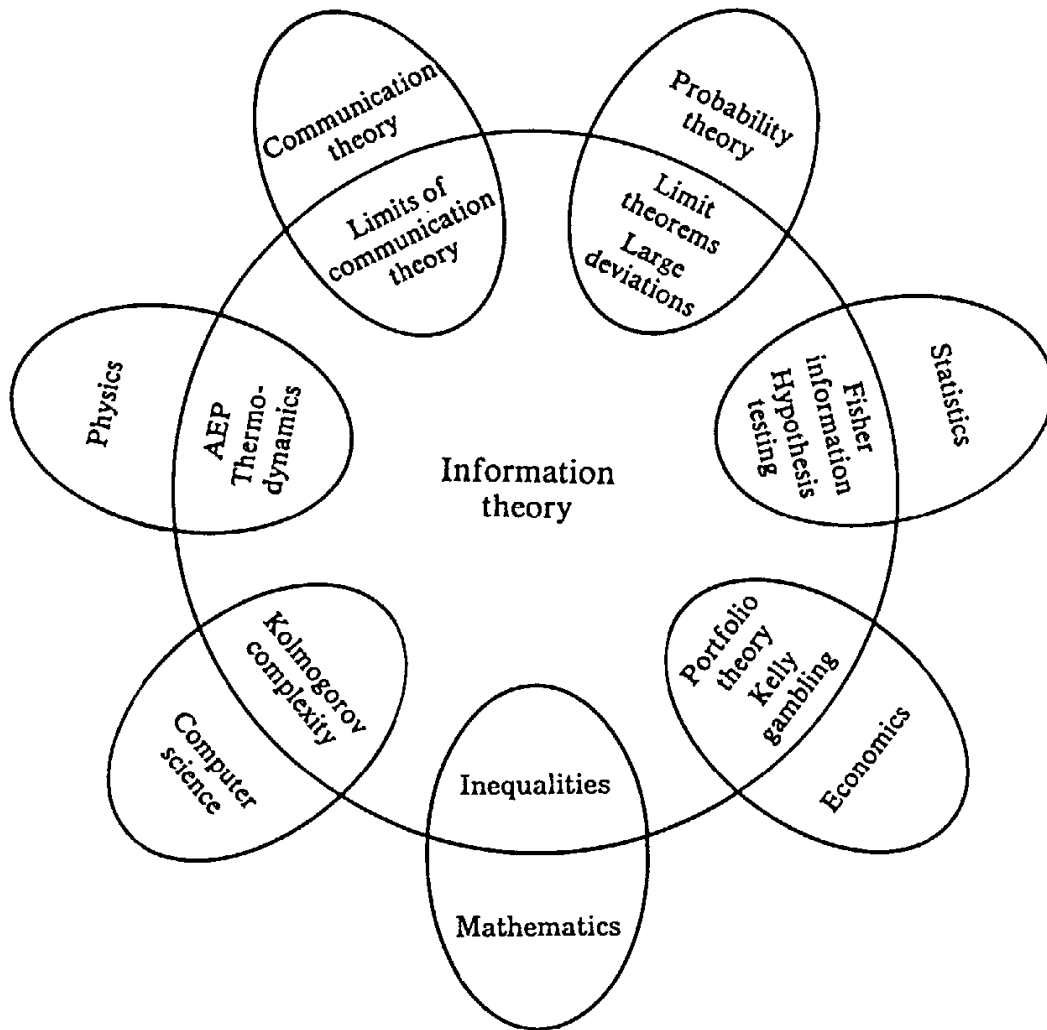 Communication
theory
Limits of
communication
theory
Probability
theory
Limit
theorems
Large
deviations
Physics
AEP
Thermo-
dynamics
Information
theory
Fisher
information
Hypothesis
testing
Statistics
Kolmogorov
complexity
Computer
science
Inequalities
Mathematics
Portfolio
theory
Kelly
gambling
Economics